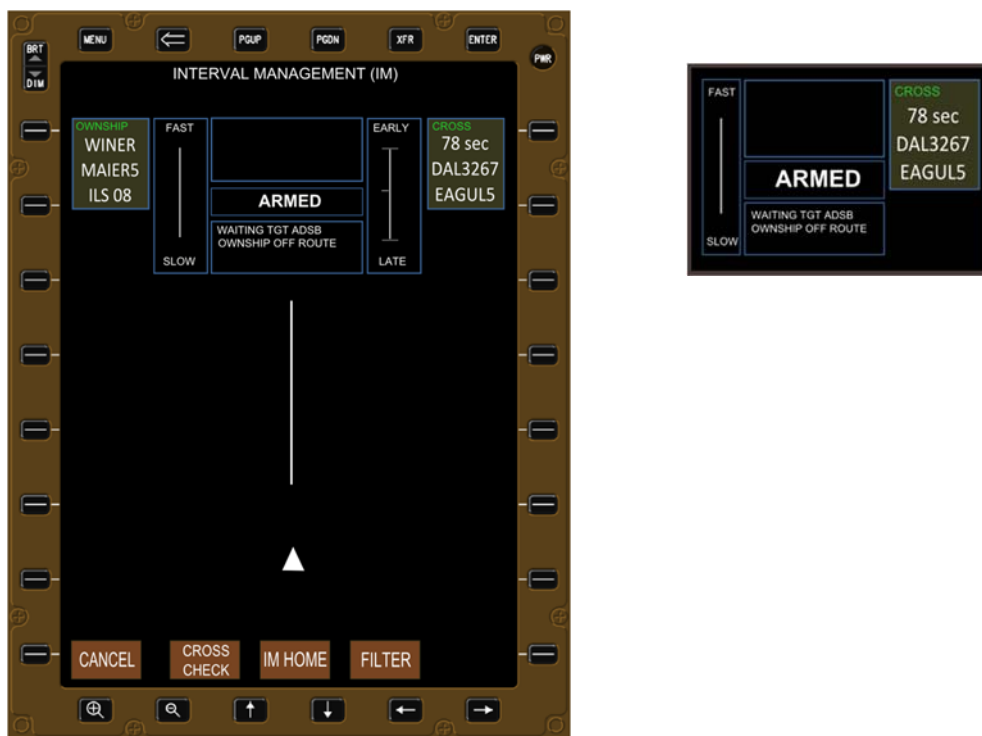 MENU
PGUP
PGDN
XFR
ENTER
BRT
DIM
PWR
INTERVAL MANAGEMENT (IM)
OWNSHIP
WINER
MAIER5
ILS 08
FAST
SLOW
ARMED
WAITING TGT ADSB
OWNSHIP OFF ROUTE
EARLY
LATE
CROSS
78 sec
DAL3267
EAGUL5
CANCEL
CROSS
CHECK
IM HOME
FILTER
FAST
SLOW
ARMED
WAITING TGT ADSB
OWNSHIP OFF ROUTE
CROSS
78 sec
DAL3267
EAGUL5